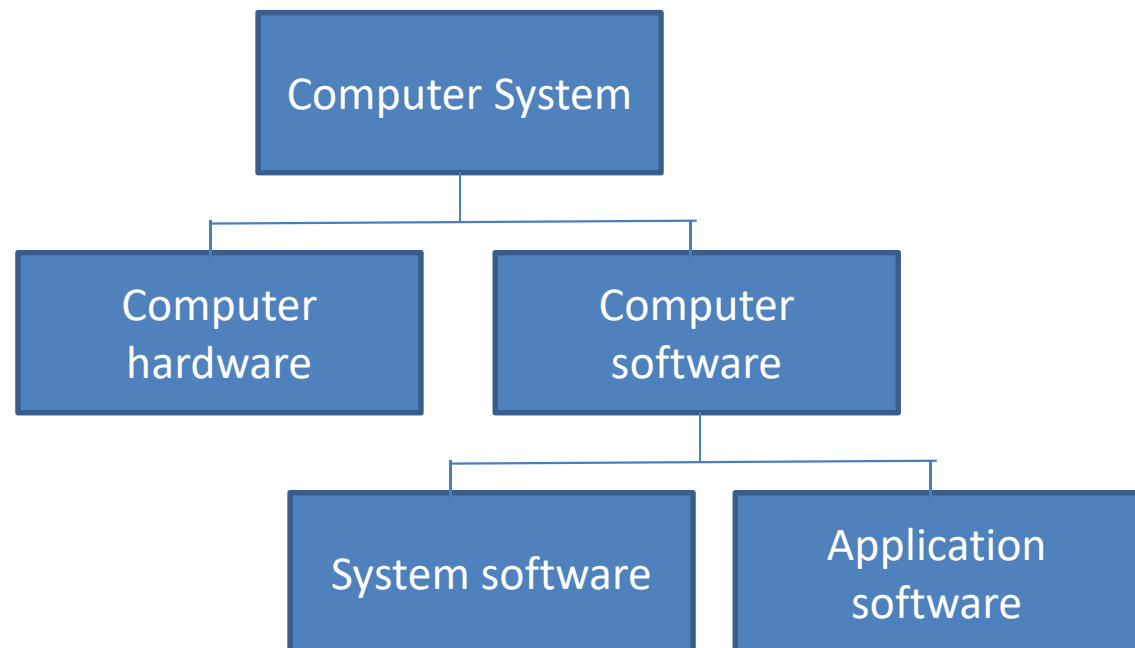 Computer System
Computer
hardware
Computer
software
System software
Application
software